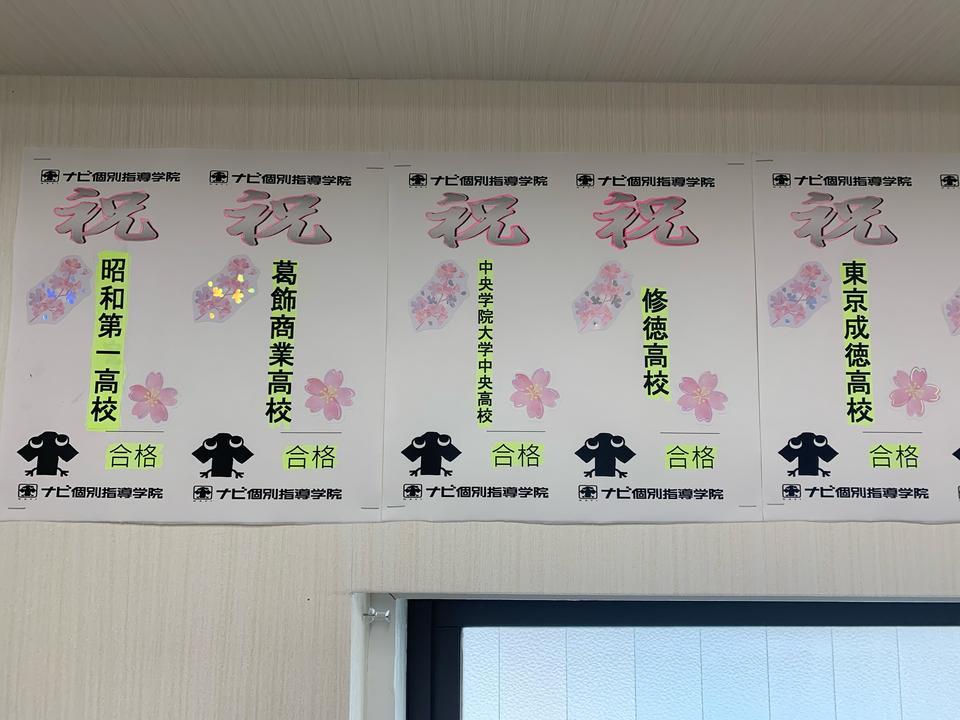 ナビ個別指導学院
祝
昭和第一高校
合格
ナビ個別指導学院
ナビ個別指導学院
祝
葛飾商業高校
合格
ナビ個別指導学院
ナビ個別指導学院
祝
中央学院大学中央高校
合格
ナビ個別指導学院
ナビ個別指導学院
祝
修徳高校
合格
ナビ個別指導学院
ナビ個別指導学院
祝
東京成徳高校
合格
ナビ個別指導学院